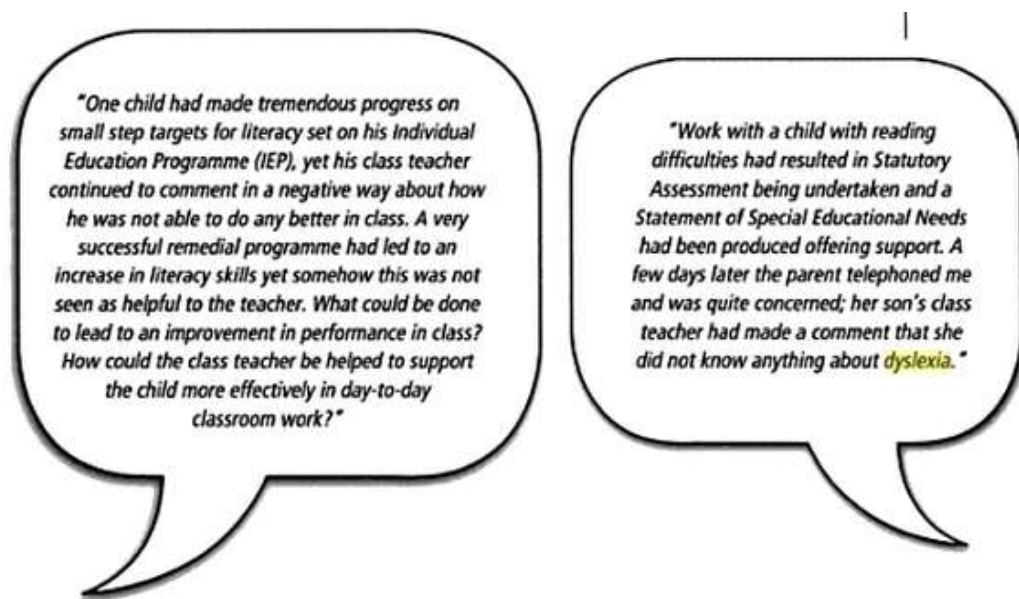 "One child had made tremendous progress on
small step targets for literacy set on his Individual
Education Programme (IEP), yet his class teacher
continued to comment in a negative way about how
he was not able to do any better in class. A very
successful remedial programme had led to an
increase in literacy skills yet somehow this was not
seen as helpful to the teacher. What could be done
to lead to an improvement in performance in class?
How could the class teacher be helped to support
the child more effectively in day-to-day
classroom work?"
"Work with a child with reading
difficulties had resulted in Statutory
Assessment being undertaken and a
Statement of Special Educational Needs
had been produced offering support. A
few days later the parent telephoned me
and was quite concerned; her son's class
teacher had made a comment that she
did not know anything about dyslexia."